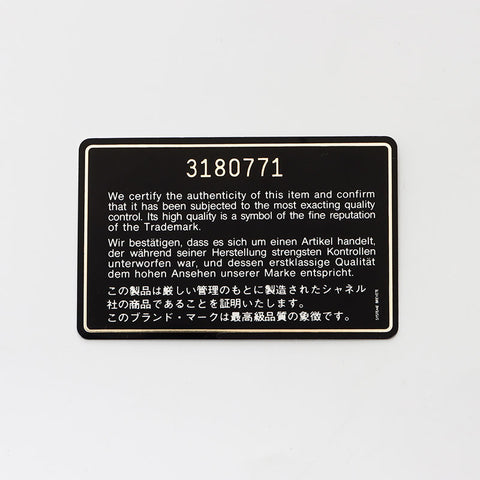 3180771
We certify the authenticity of this item and confirm
that it has been subjected to the most exacting quality
control. Its high quality is a symbol of the fine reputation
of the Trademark.
Wir bestätigen, dass es sich um einen Artikel handelt,
der während seiner Herstellung strengsten Kontrollen
unterworfen war, und dessen erstklassige Qualität
dem hohen Ansehen unserer Marke entspricht.
この製品は厳しい管理のもとに製造されたシャネル
社の商品であることを証明いたします。
このブランド・マークは最高級品質の象徴です。